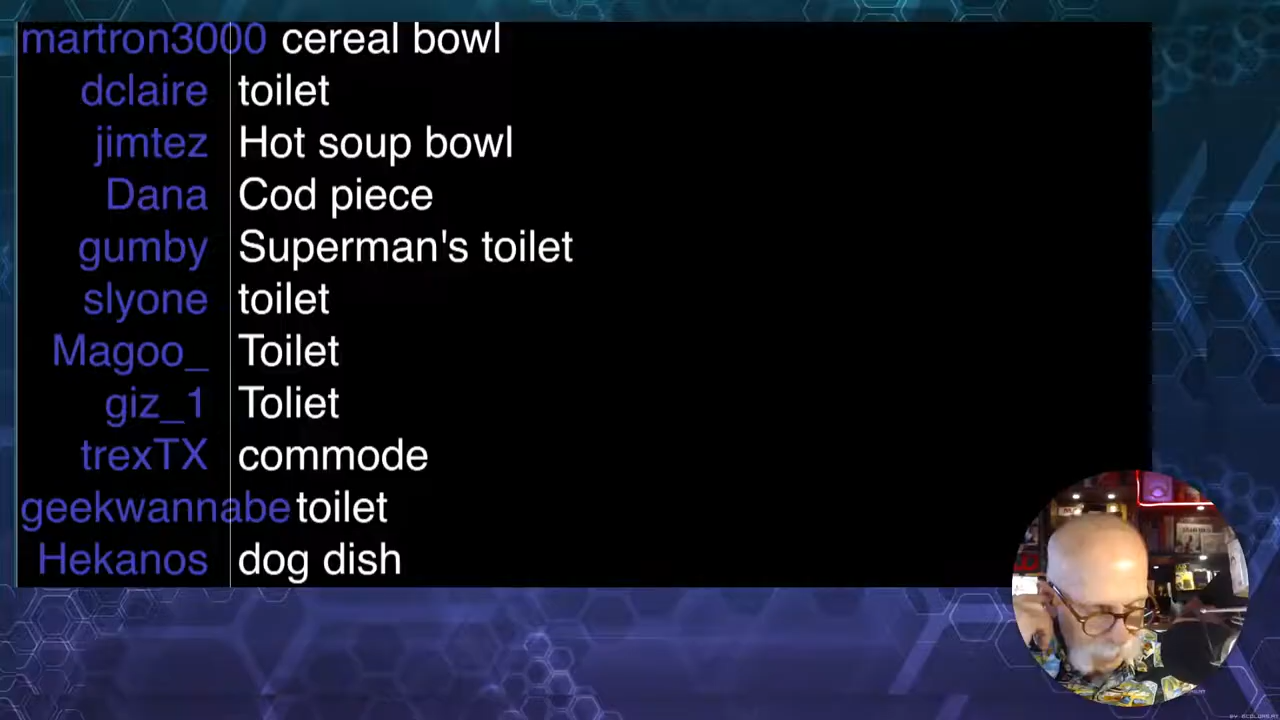 martron3000 cereal bowl
dclaire toilet
jimtez Hot soup bowl
Dana Cod piece
gumby Superman's toilet
slyone toilet
Magoo_ Toilet
giz_1 Toliet
trexTX commode
geekwannabe toilet
Hekanos dog dish